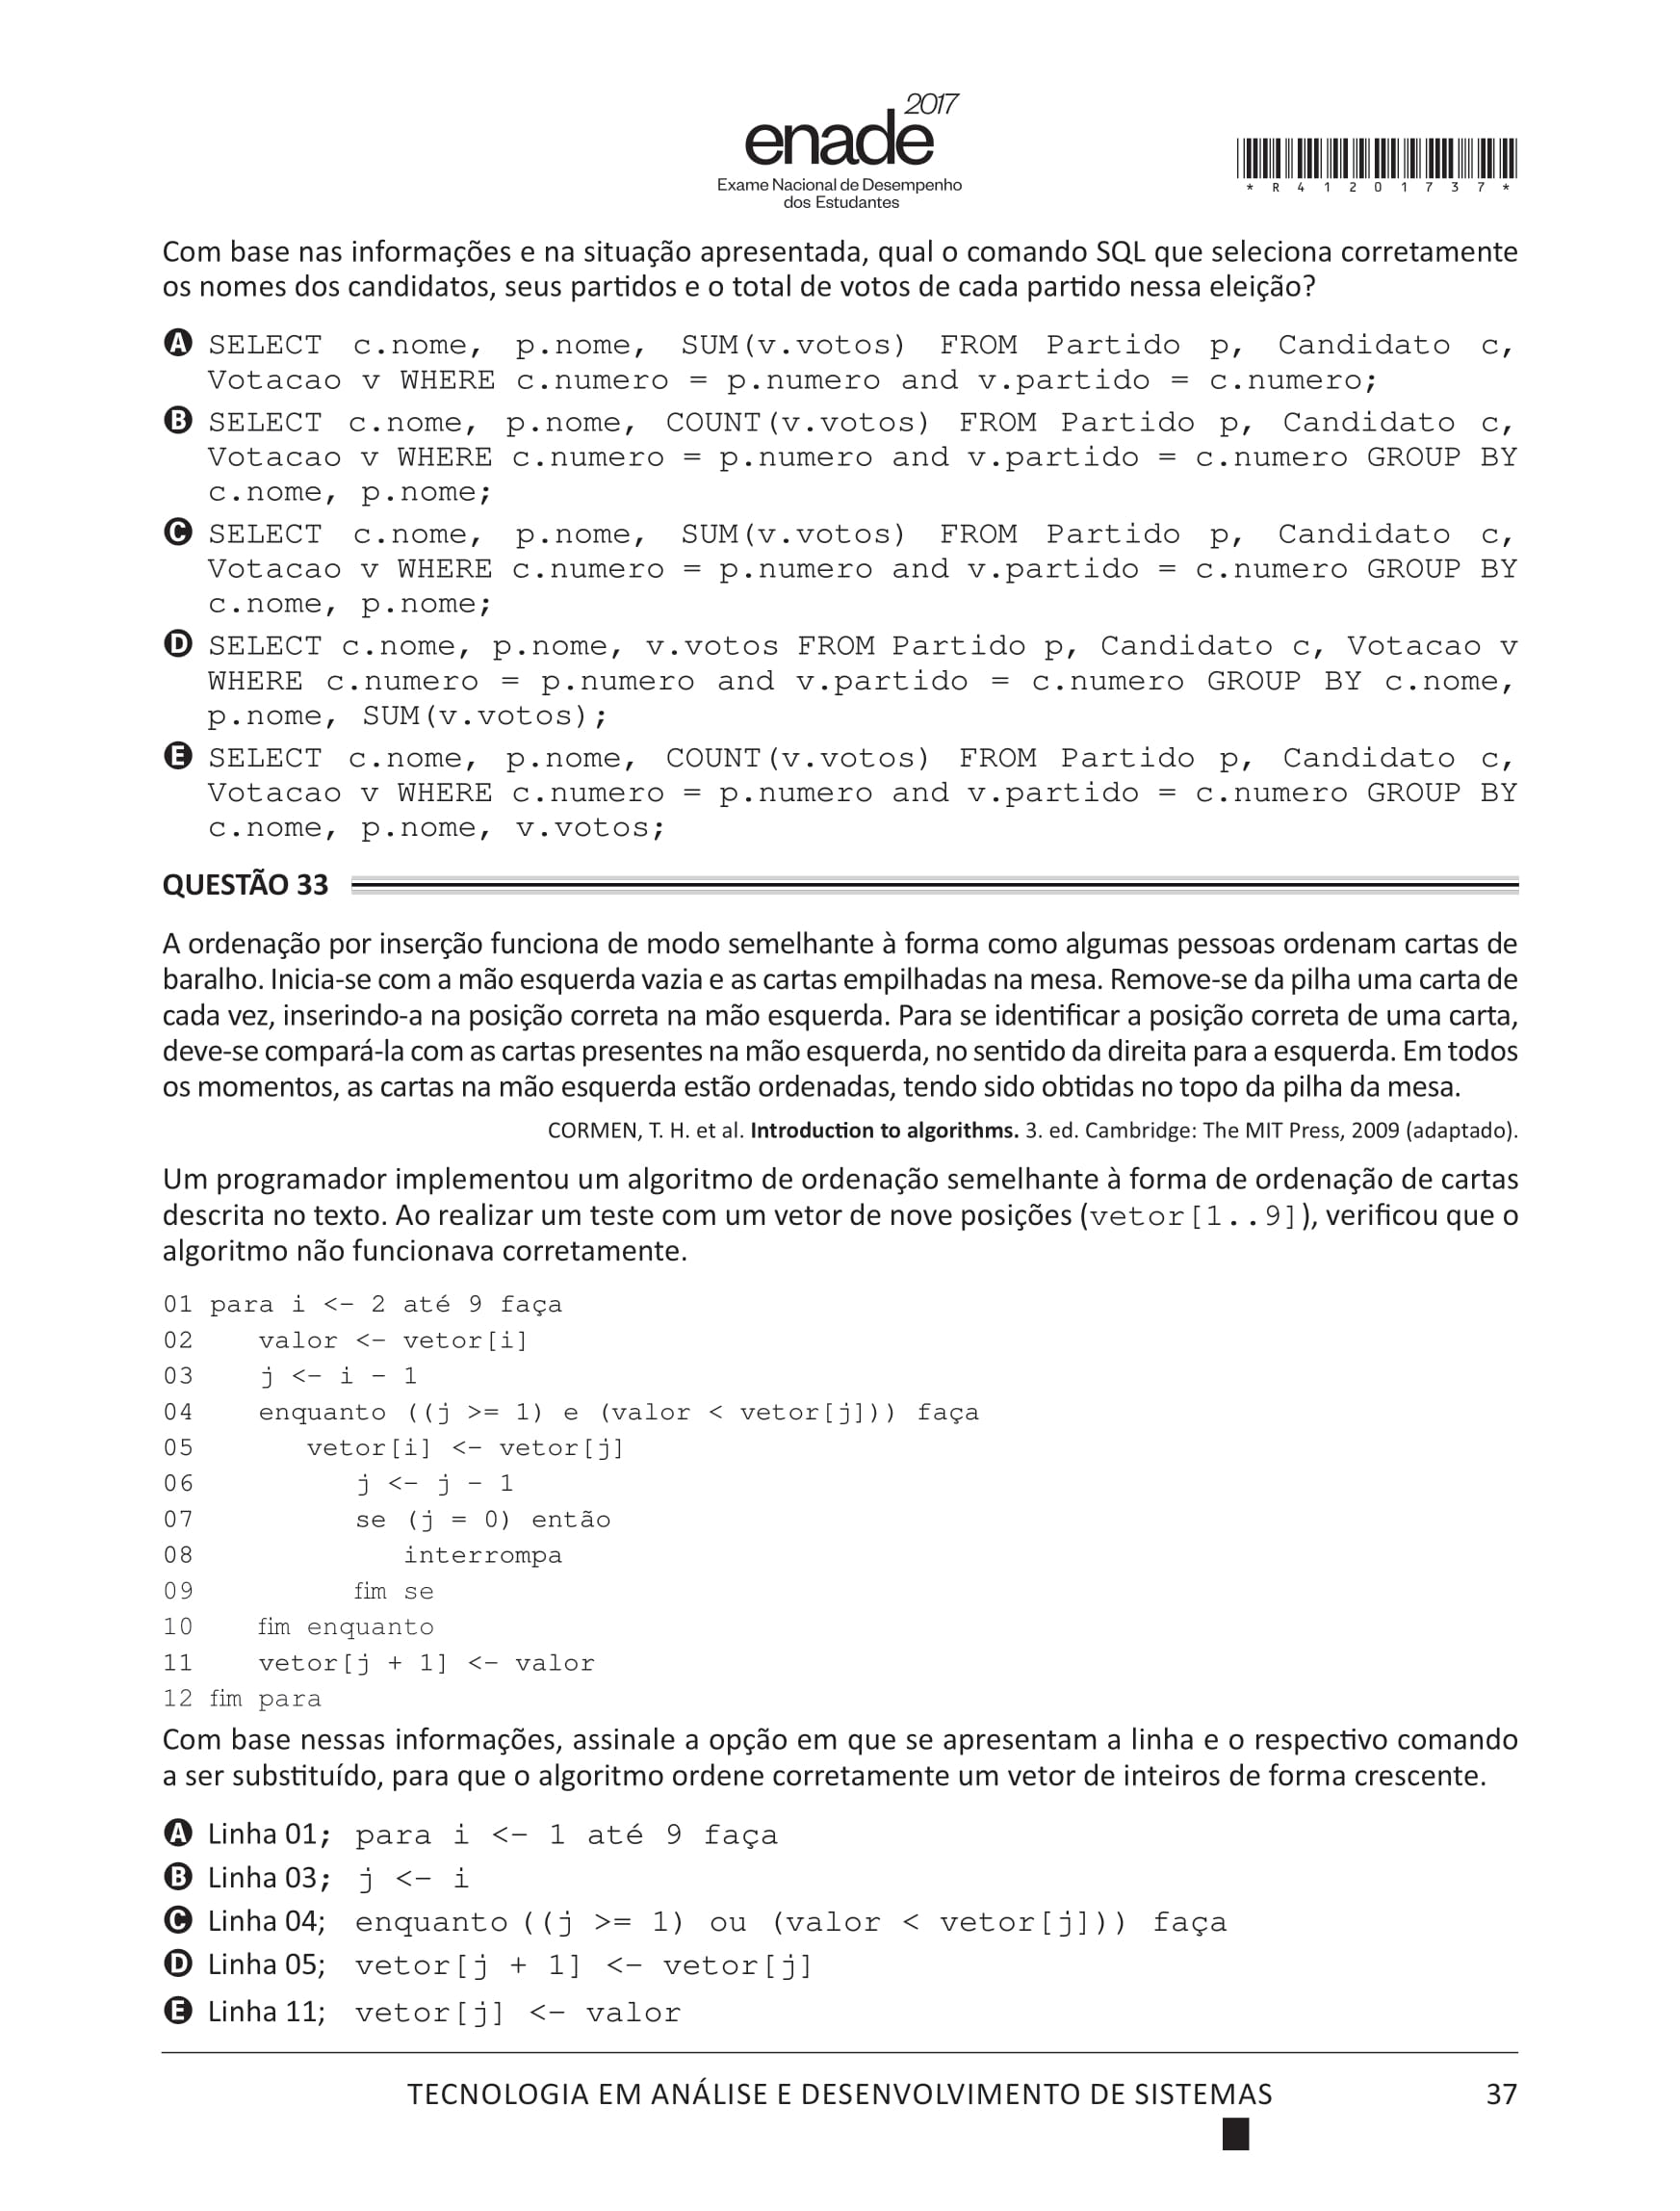 2017
enade
Exame Nacional de Desempenho
dos Estudantes
* R 4 1 2 0 1 7 3 7 *
Com base nas informações e na situação apresentada, qual o comando SQL que seleciona corretamente
os nomes dos candidatos, seus partidos e o total de votos de cada partido nessa eleição?
A SELECT c.nome, p.nome, SUM(v.votos) FROM Partido p, Candidato c,
Votacao v WHERE c.numero = p.numero and v.partido = c.numero;
B SELECT c.nome, p.nome, COUNT(v.votos) FROM Partido p, Candidato c,
Votacao v WHERE c.numero = p.numero and v.partido = c.numero GROUP BY
c.nome, p.nome;
C SELECT c.nome, p.nome, SUM(v.votos) FROM Partido p, Candidato c,
Votacao v WHERE c.numero = p.numero and v.partido = c.numero GROUP BY
c.nome, p.nome;
D SELECT c.nome, p.nome, v.votos FROM Partido p, Candidato c, Votacao v
WHERE c.numero = p.numero and v.partido = c.numero GROUP BY c.nome,
p.nome, SUM(v.votos);
E SELECT c.nome, p.nome, COUNT(v.votos) FROM Partido p, Candidato c,
Votacao v WHERE c.numero = p.numero and v.partido = c.numero GROUP BY
c.nome, p.nome, v.votos;
QUESTÃO 33
A ordenação por inserção funciona de modo semelhante à forma como algumas pessoas ordenam cartas de
baralho. Inicia-se com a mão esquerda vazia e as cartas empilhadas na mesa. Remove-se da pilha uma carta de
cada vez, inserindo-a na posição correta na mão esquerda. Para se identificar a posição correta de uma carta,
deve-se compará-la com as cartas presentes na mão esquerda, no sentido da direita para a esquerda. Em todos
os momentos, as cartas na mão esquerda estão ordenadas, tendo sido obtidas no topo da pilha da mesa.
CORMEN, T. H. et al. Introduction to algorithms. 3. ed. Cambridge: The MIT Press, 2009 (adaptado).
Um programador implementou um algoritmo de ordenação semelhante à forma de ordenação de cartas
descrita no texto. Ao realizar um teste com um vetor de nove posições (vetor[1..9]), verificou que o
algoritmo não funcionava corretamente.
01 para i <- 2 até 9 faça
02 valor <- vetor[i]
03 j <- i - 1
04 enquanto ((j >= 1) e (valor < vetor[j])) faça
05 vetor[i] <- vetor[j]
06 j <- j - 1
07 se (j = 0) então
08 interrompa
09 fim se
10 fim enquanto
11 vetor[j + 1] <- valor
12 fim para
Com base nessas informações, assinale a opção em que se apresentam a linha e o respectivo comando
a ser substituído, para que o algoritmo ordene corretamente um vetor de inteiros de forma crescente.
A Linha 01; para i <- 1 até 9 faça
B Linha 03; j <- i
C Linha 04; enquanto ((j >= 1) ou (valor < vetor[j])) faça
D Linha 05; vetor[j + 1] <- vetor[j]
E Linha 11; vetor[j] <- valor
TECNOLOGIA EM ANÁLISE E DESENVOLVIMENTO DE SISTEMAS 37